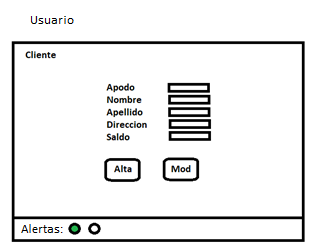 Usuario
Cliente
Apodo
Nombre
Apellido
Direccion
Saldo
Alta Mod
Alertas: